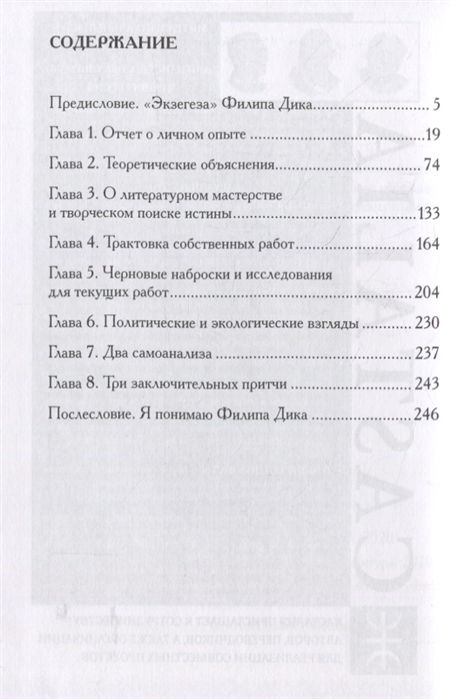 СОДЕРЖАНИЕ
Предисловие. «Экзегеза» Филипа Дика 5
Глава 1. Отчет о личном опыте 19
Глава 2. Теоретические объяснения 74
Глава 3. О литературном мастерстве
и творческом поиске истины 133
Глава 4. Трактовка собственных работ 164
Глава 5. Черновые наброски и исследования
для текущих работ 204
Глава 6. Политические и экологические взгляды 230
Глава 7. Два самоанализа 237
Глава 8. Три заключительных притчи 243
Послесловие. Я понимаю Филипа Дика 246